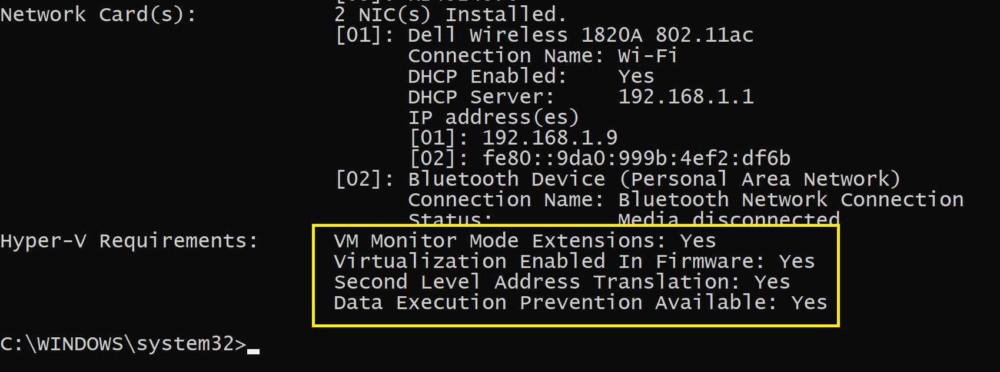 Network Card(s): 2 NIC(s) Installed.
[01]: Dell Wireless 1820A 802.11ac
Connection Name: Wi-Fi
DHCP Enabled: Yes
DHCP Server: 192.168.1.1
IP address(es)
[01]: 192.168.1.9
[02]: fe80::9da0:999b:4ef2:df6b
[02]: Bluetooth Device (Personal Area Network)
Connection Name: Bluetooth Network Connection
Status: Media disconnected
Hyper-V Requirements: VM Monitor Mode Extensions: Yes
Virtualization Enabled In Firmware: Yes
Second Level Address Translation: Yes
Data Execution Prevention Available: Yes
C:\WINDOWS\system32>